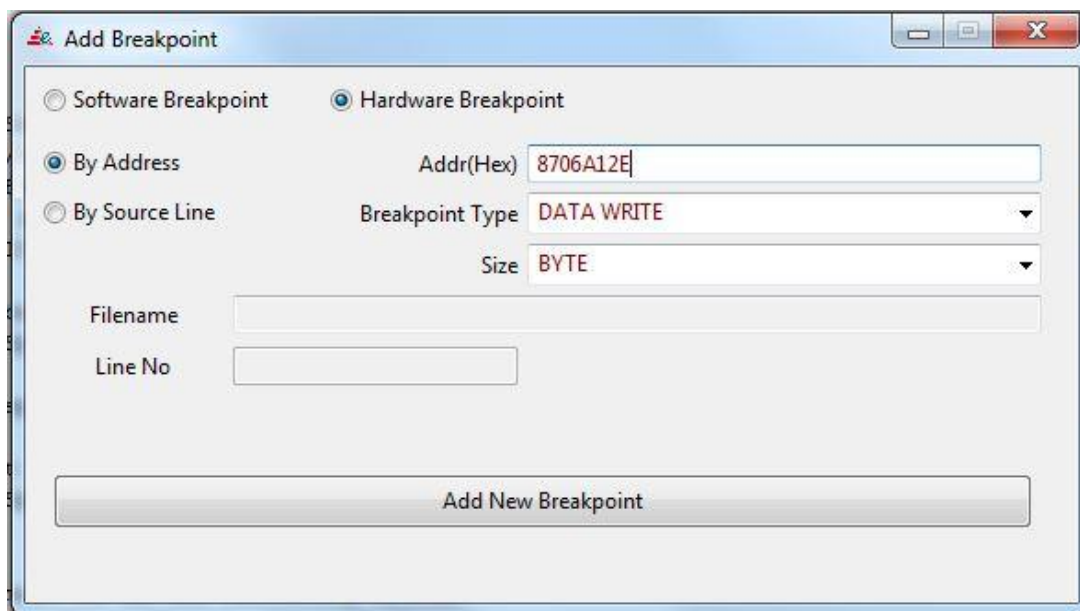 Add Breakpoint
Software Breakpoint Hardware Breakpoint
By Address Addr(Hex) 8706A12E
By Source Line Breakpoint Type DATA WRITE
Size BYTE
Filename
Line No
Add New Breakpoint